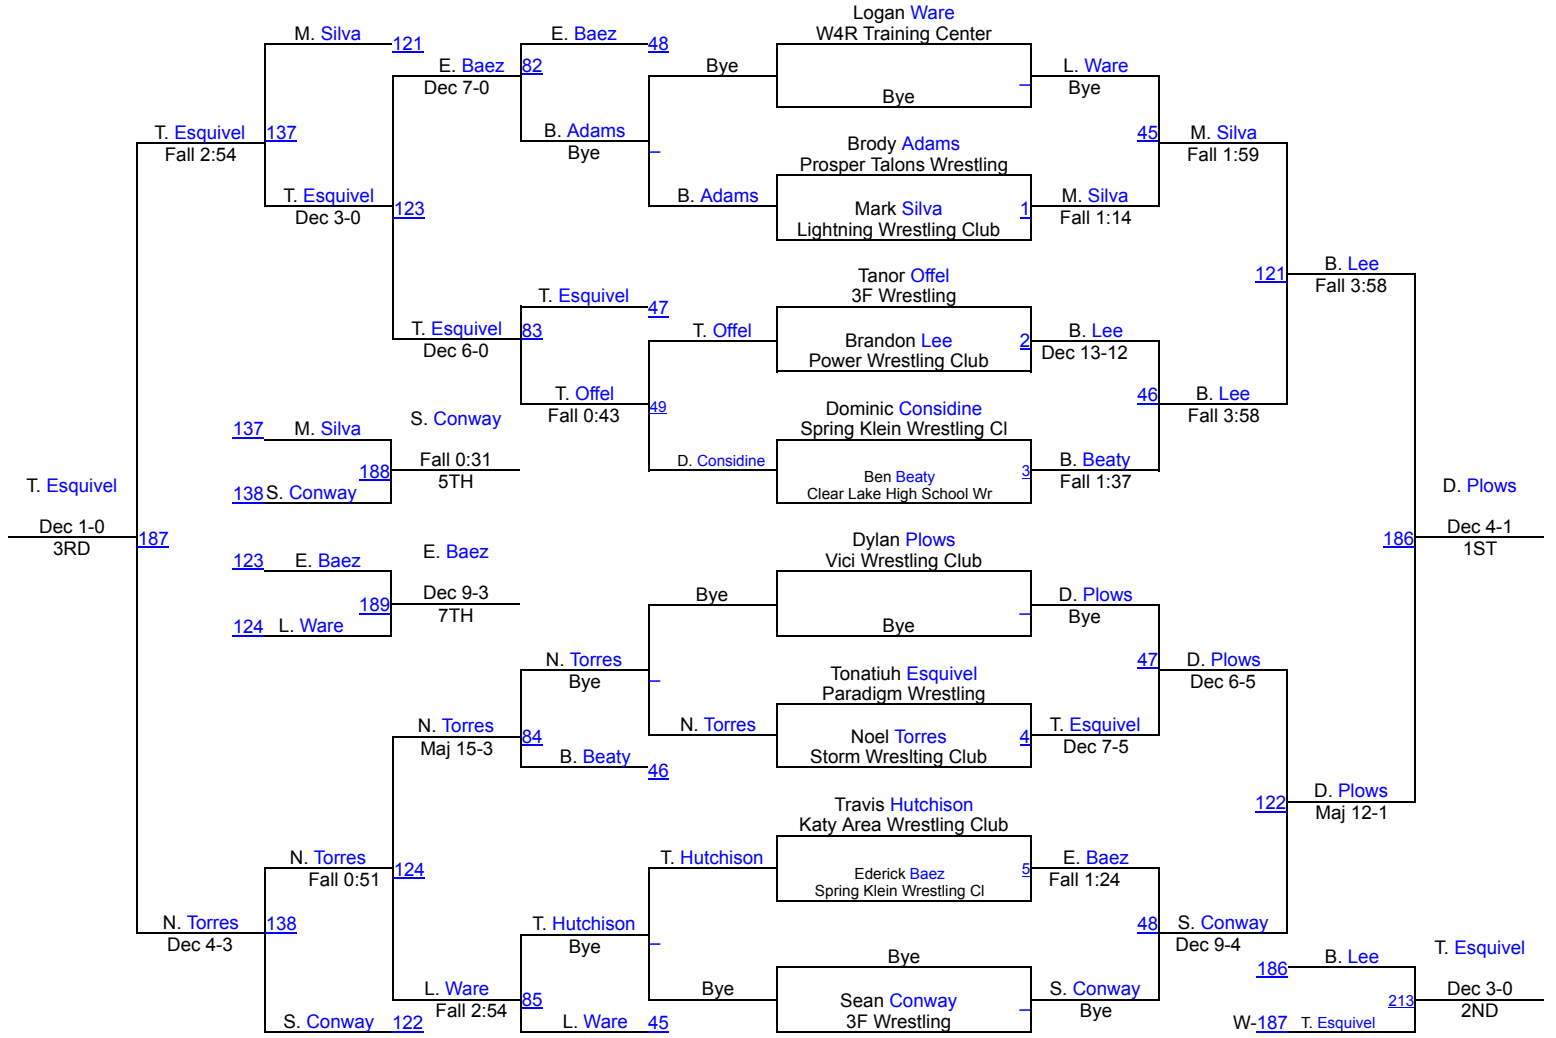 Logan Ware
W4R Training Center
Bye
Brody Adams
Prosper Talons Wrestling
Mark Silva
1
Lightning Wrestling Club
Tanor Offel
3F Wrestling
Brandon Lee
2
Power Wrestling Club
Dominic Considine
Spring Klein Wrestling Cl
Ben Beaty
3
Clear Lake High School Wr
Dylan Plows
Vici Wrestling Club
Bye
Tonatiuh Esquivel
Paradigm Wrestling
Noel Torres
4
Storm Wreslting Club
Travis Hutchison
Katy Area Wrestling Club
Ederick Baez
5
Spring Klein Wrestling Cl
Bye
Sean Conway
3F Wrestling
L. Ware
Bye
45
M. Silva
Fall 1:14
B. Lee
Dec 13-12
46
B. Beaty
Fall 1:37
D. Plows
Bye
47
T. Esquivel
Dec 7-5
E. Baez
Fall 1:24
48
S. Conway
Bye
M. Silva
Fall 1:59
121
B. Lee
Fall 3:58
D. Plows
Dec 6-5
122
S. Conway
Dec 9-4
B. Lee
Fall 3:58
186
D. Plows
Maj 12-1
D. Plows
Dec 4-1
1ST
186
B. Lee
213
W-187
T. Esquivel
T. Esquivel
Dec 3-0
2ND
Bye
B. Adams
T. Offel
49
D. Considine
Bye
N. Torres
T. Hutchison
Bye
E. Baez
48
82
B. Adams
Bye
T. Esquivel
47
83
T. Offel
Fall 0:43
N. Torres
Bye
84
B. Beaty
46
T. Hutchison
Bye
85
L. Ware
45
E. Baez
Dec 7-0
123
T. Esquivel
Dec 6-0
N. Torres
Maj 15-3
124
L. Ware
Fall 2:54
M. Silva
121
137
T. Esquivel
Dec 3-0
N. Torres
Fall 0:51
138
S. Conway
122
T. Esquivel
Fall 2:54
187
N. Torres
Dec 4-3
T. Esquivel
Dec 1-0
3RD
137
M. Silva
188
138
S. Conway
S. Conway
Fall 0:31
5TH
123
E. Baez
189
124
L. Ware
E. Baez
Dec 9-3
7TH